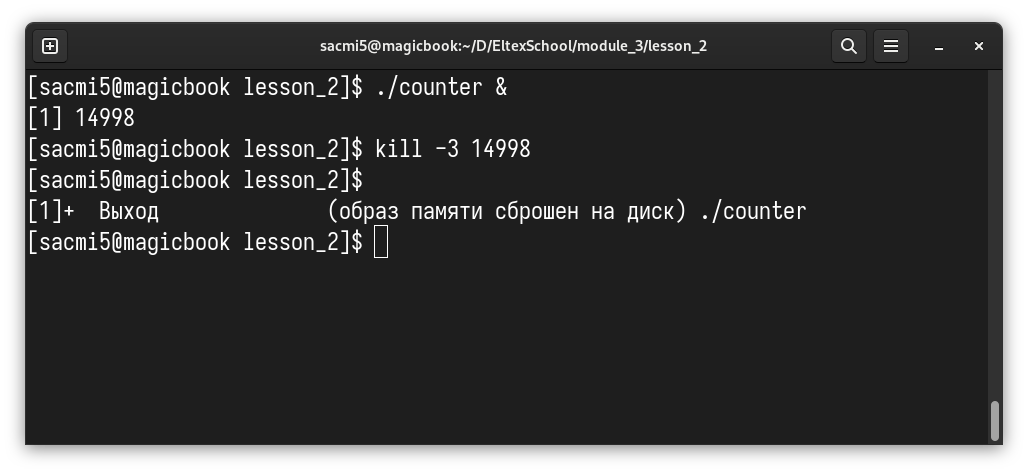 sacmi5@magicbook:~/D/EltexSchool/module_3/lesson_2
[sacmi5@magicbook lesson_2]$ ./counter &
[1] 14998
[sacmi5@magicbook lesson_2]$ kill -3 14998
[sacmi5@magicbook lesson_2]$
[1]+  Выход              (образ памяти сброшен на диск) ./counter
[sacmi5@magicbook lesson_2]$